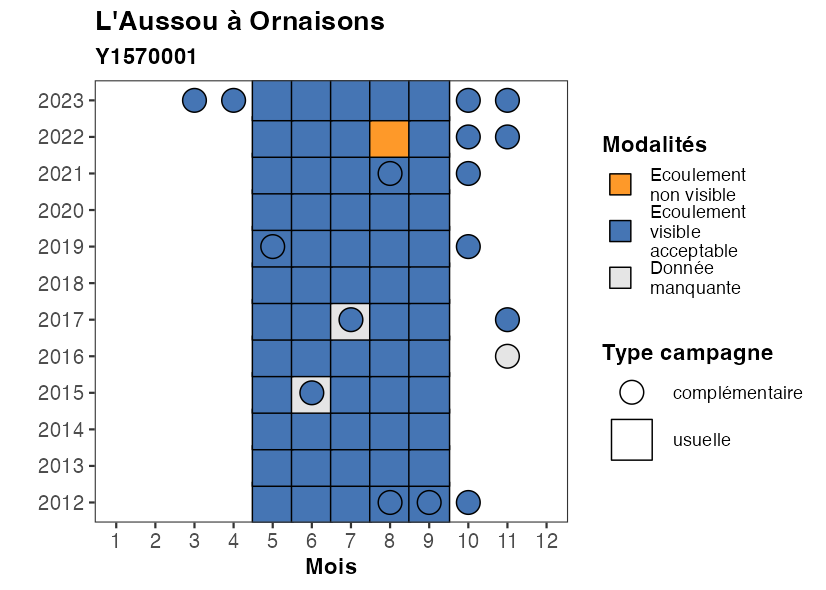 L'Aussou à Ornaisons
Y1570001
2023
2022
2021
2020
2019
2018
2017
2016
2015
2014
2013
2012
1 2 3 4 5 6 7 8 9 10 11 12
Mois
Modalités
Ecoulement
non visible
Ecoulement
visible
acceptable
Donnée
manquante
Type campagne
complémentaire
usuelle